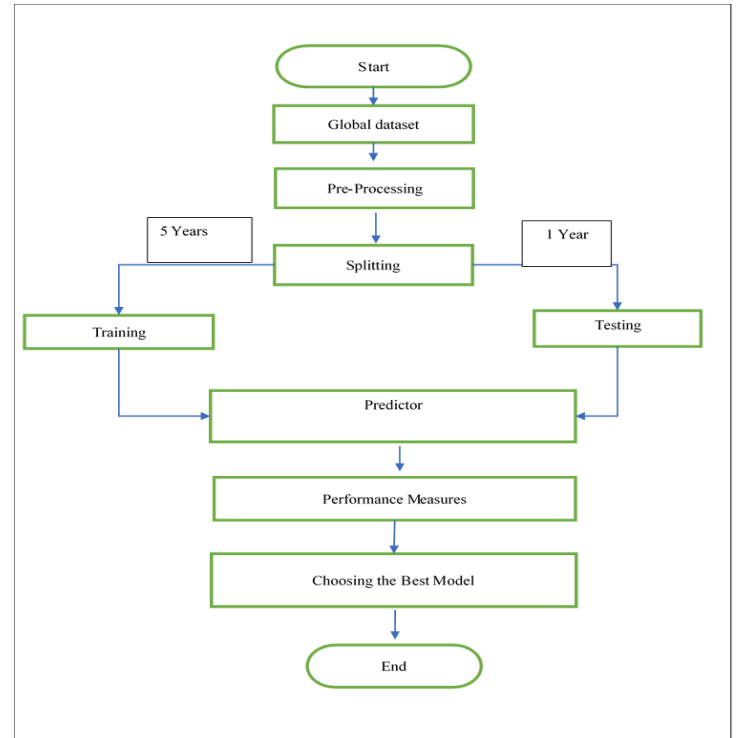 Start
Global dataset
Pre-Processing
5 Years
1 Year
Splitting
Training
Testing
Predictor
Performance Measures
Choosing the Best Model
End